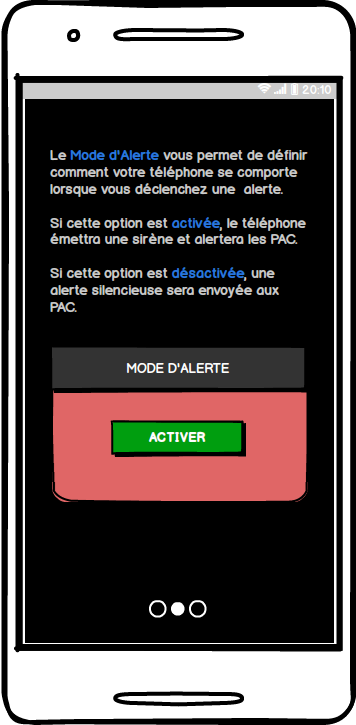 20:10
Le Mode d'Alerte vous permet de définir
comment votre téléphone se comporte
lorsque vous déclenchez une alerte.
Si cette option est activée, le téléphone
émettra une sirène et alertera les PAC.
Si cette option est désactivée, une
alerte silencieuse sera envoyée aux
PAC.
MODE D'ALERTE
ACTIVER